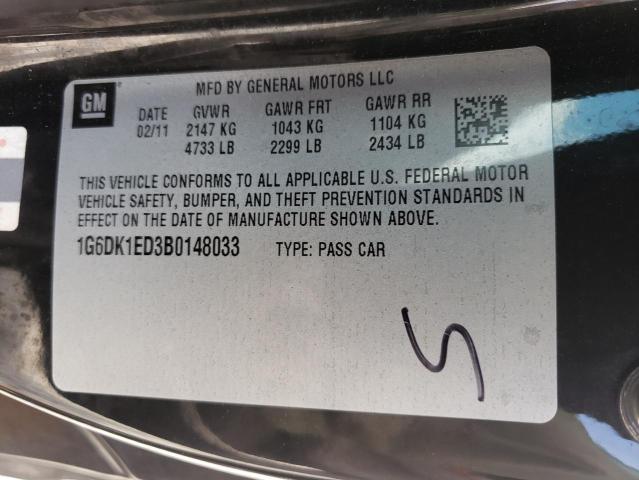 GM
MFD BY GENERAL MOTORS LLC
DATE GVWR GAWR FRT GAWR RR
02/11 2147 KG 1043 KG 1104 KG
4733 LB 2299 LB 2434 LB
THIS VEHICLE CONFORMS TO ALL APPLICABLE U.S. FEDERAL MOTOR
VEHICLE SAFETY, BUMPER, AND THEFT PREVENTION STANDARDS IN
EFFECT ON THE DATE OF MANUFACTURE SHOWN ABOVE.
1G6DK1ED3B0148033 TYPE: PASS CAR
S